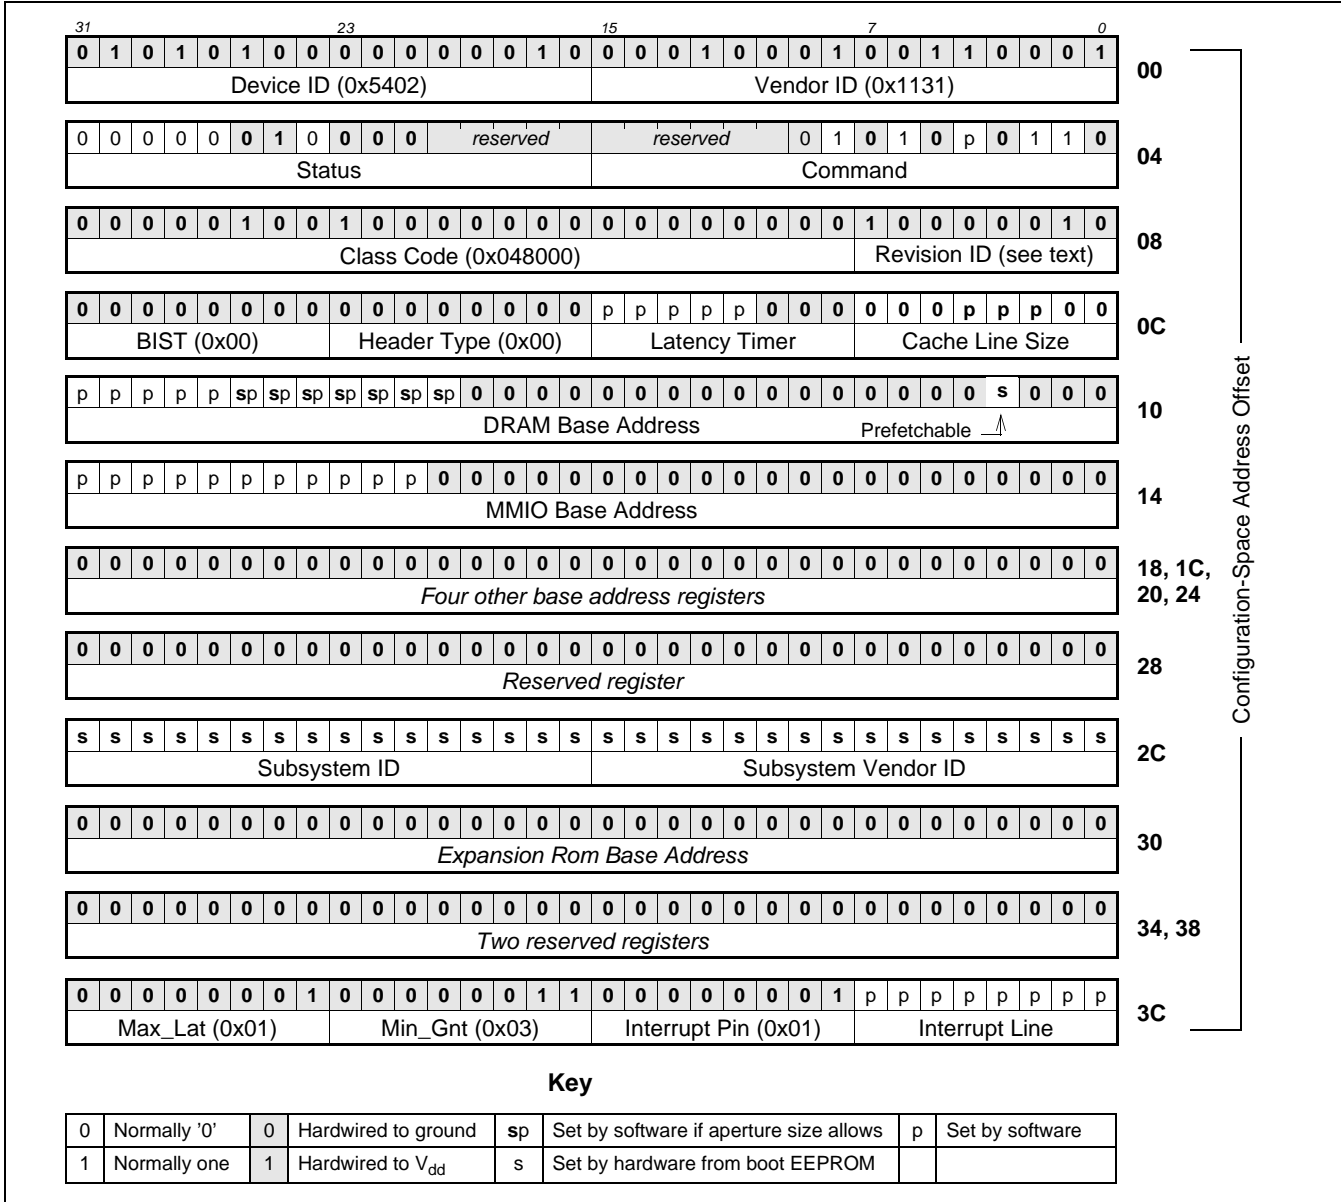 31 23 15 7 0
0 1 0 1 0 1 0 0 0 0 0 0 0 0 1 0 0 0 0 1 0 0 0 1 0 0 1 1 0 0 0 1
00
Device ID (0x5402) Vendor ID (0x1131)
0 0 0 0 0 0 1 0 0 0 0 reserved reserved 0 1 0 1 0 p 0 1 1 0
04
Status Command
0 0 0 0 0 1 0 0 1 0 0 0 0 0 0 0 0 0 0 0 0 0 0 0 1 0 0 0 0 0 1 0
08
Class Code (0x048000) Revision ID (see text)
0 0 0 0 0 0 0 0 0 0 0 0 0 0 0 0 p p p p p 0 0 0 0 0 0 p p p 0 0
0C
BIST (0x00) Header Type (0x00) Latency Timer Cache Line Size
p p p p p sp sp sp sp sp sp sp 0 0 0 0 0 0 0 0 0 0 0 0 0 0 0 0 s 0 0 0
10
DRAM Base Address Prefetchable
p p p p p p p p p p p 0 0 0 0 0 0 0 0 0 0 0 0 0 0 0 0 0 0 0 0 0
14
MMIO Base Address
0 0 0 0 0 0 0 0 0 0 0 0 0 0 0 0 0 0 0 0 0 0 0 0 0 0 0 0 0 0 0 0
18, 1C,
20, 24
Four other base address registers
0 0 0 0 0 0 0 0 0 0 0 0 0 0 0 0 0 0 0 0 0 0 0 0 0 0 0 0 0 0 0 0
28
Reserved register
s s s s s s s s s s s s s s s s s s s s s s s s s s s s s s s s
2C
Subsystem ID Subsystem Vendor ID
0 0 0 0 0 0 0 0 0 0 0 0 0 0 0 0 0 0 0 0 0 0 0 0 0 0 0 0 0 0 0 0
30
Expansion Rom Base Address
0 0 0 0 0 0 0 0 0 0 0 0 0 0 0 0 0 0 0 0 0 0 0 0 0 0 0 0 0 0 0 0
34, 38
Two reserved registers
0 0 0 0 0 0 0 1 0 0 0 0 0 0 1 1 0 0 0 0 0 0 0 1 p p p p p p p p
3C
Max_Lat (0x01) Min_Gnt (0x03) Interrupt Pin (0x01) Interrupt Line
Configuration-Space Address Offset
Key
0 Normally '0' 0 Hardwired to ground sp Set by software if aperture size allows p Set by software
1 Normally one 1 Hardwired to Vdd s Set by hardware from boot EEPROM